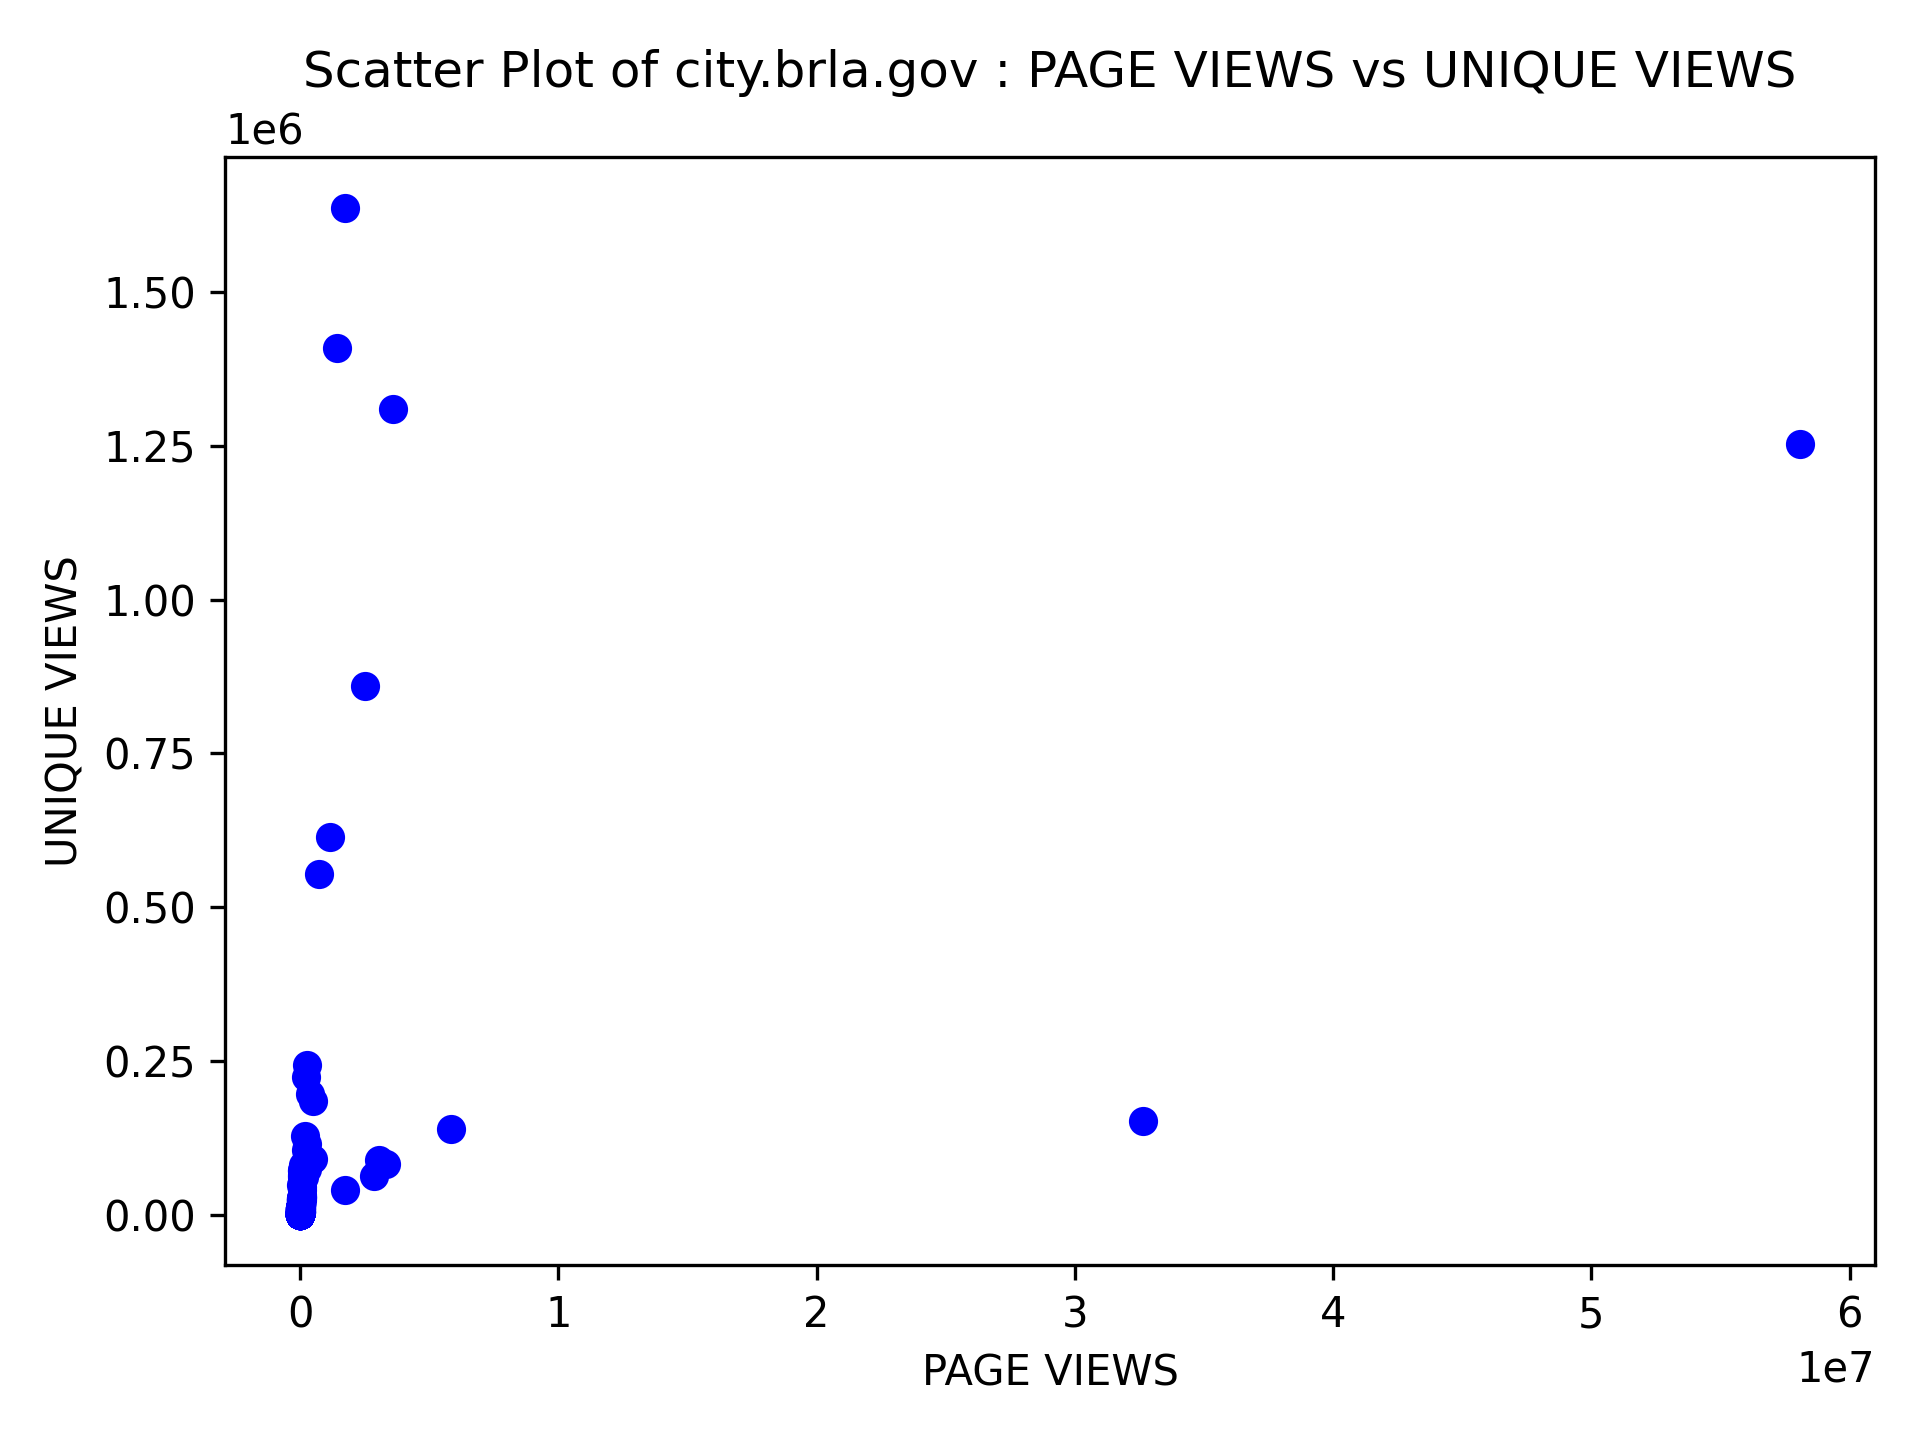 Scatter Plot of city.brla.gov : PAGE VIEWS vs UNIQUE VIEWS
1e6
1.50
1.25
1.00
0.75
0.50
0.25
0.00
UNIQUE VIEWS
0 1 2 3 4 5 6
1e7
PAGE VIEWS